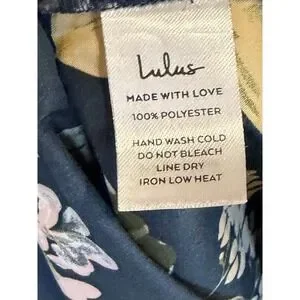 Lulus
MADE WITH LOVE
100% POLYESTER
HAND WASH COLD
DO NOT BLEACH
LINE DRY
IRON LOW HEAT